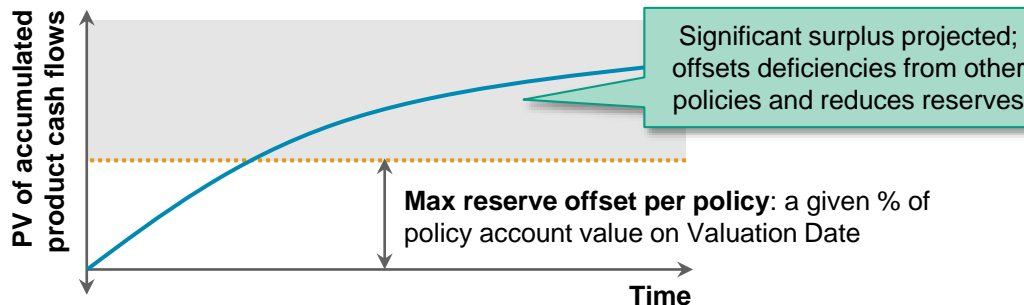 PV of accumulated
product cash flows
Significant surplus projected;
offsets deficiencies from other
policies and reduces reserves
Max reserve offset per policy: a given % of
policy account value on Valuation Date
Time